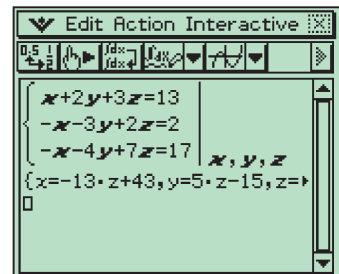 Edit Action Interactive
x+2y+3z=13
-x-3y+2z=2
-x-4y+7z=17
x,y,z
{x=-13·z+43,y=5·z-15,z=